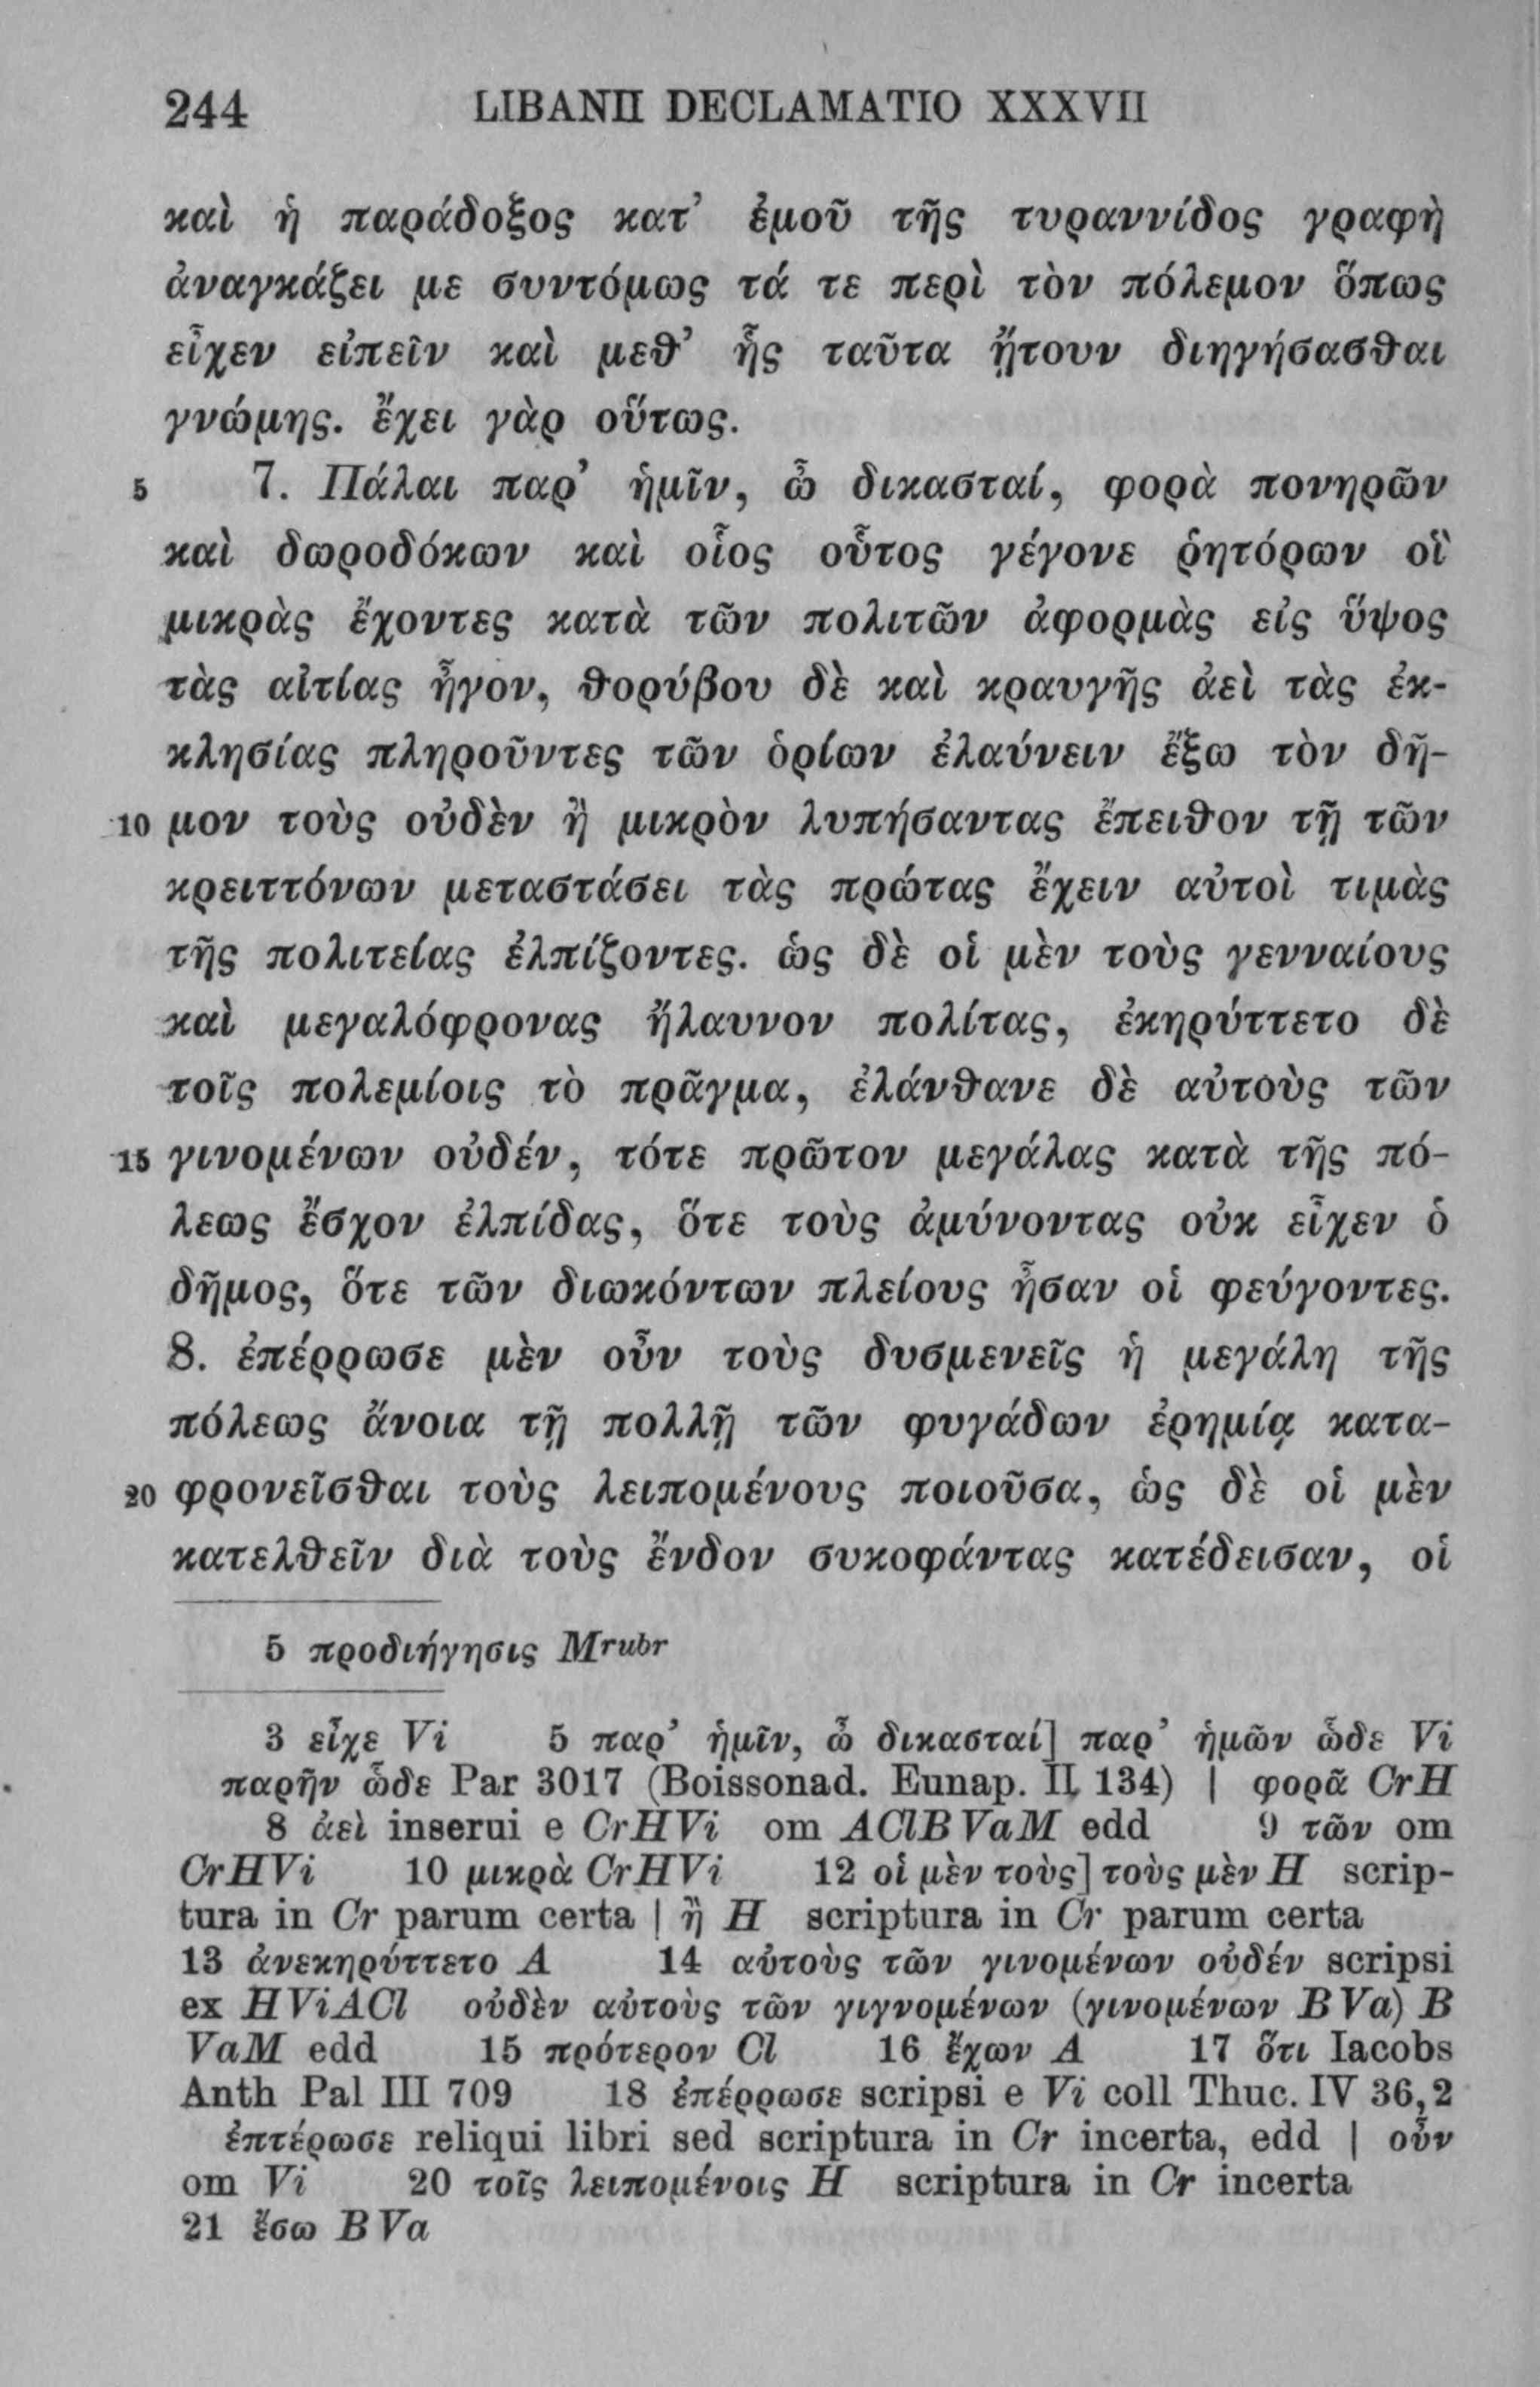 244 LIBANII DECLAMATIO XXXVII
καὶ ἡ παράδοξος κατ’ ἐμοῦ τῆς τυραννίδος γραφὴ
ἀναγκάζει με συντόμως τά τε περὶ τὸν πόλεμον ὅπως
εἶχεν εἰπεῖν καὶ μεθ’ ἧς ταῦτα ᾔτουν διηγήσασθαι
γνώμης. ἔχει γὰρ οὕτως.
5 7. Πάλαι παρ’ ἡμῖν, ὦ δικασταί, φορὰ πονηρῶν
καὶ δωροδόκων καὶ οἷος οὗτος γέγονε ῥητόρων οἳ
μικρὰς ἔχοντες κατὰ τῶν πολιτῶν ἀφορμὰς εἰς ὕψος
τὰς αἰτίας ἦγον, θορύβου δὲ καὶ κραυγῆς ἀεὶ τὰς ἐκ-
κλησίας πληροῦντες τῶν ὁρίων ἐλαύνειν ἔξω τὸν δῆ-
10 μον τοὺς οὐδὲν ἢ μικρὸν λυπήσαντας ἔπειθον τῇ τῶν
κρειττόνων μεταστάσει τὰς πρώτας ἔχειν αὐτοὶ τιμὰς
τῆς πολιτείας ἐλπίζοντες. ὡς δὲ οἱ μὲν τοὺς γενναίους
καὶ μεγαλόφρονας ἤλαυνον πολίτας, ἐκηρύττετο δὲ
τοῖς πολεμίοις τὸ πρᾶγμα, ἐλάνθανε δὲ αὐτοὺς τῶν
15 γινομένων οὐδέν, τότε πρῶτον μεγάλας κατὰ τῆς πό-
λεως ἔσχον ἐλπίδας, ὅτε τοὺς ἀμύνοντας οὐκ εἶχεν ὁ
δῆμος, ὅτε τῶν διωκόντων πλείους ἦσαν οἱ φεύγοντες.
8. ἐπέρρωσε μὲν οὖν τοὺς δυσμενεῖς ἡ μεγάλη τῆς
πόλεως ἄνοια τῇ πολλῇ τῶν φυγάδων ἐρημίᾳ κατα-
20 φρονεῖσθαι τοὺς λειπομένους ποιοῦσα, ὡς δὲ οἱ μὲν
κατελθεῖν διὰ τοὺς ἔνδον συκοφάντας κατέδεισαν, οἱ
5 προδιήγησις Mrubr
3 εἶχε Vi 5 παρ’ ἡμῖν, ὦ δικασταί] παρ’ ἡμῶν ὧδε Vi
παρῆν ὧδε Par 3017 (Boissonad. Eunap. II, 134) | φορᾶ CrH
8 ἀεὶ inserui e CrHVi om AClBVaM edd 9 τῶν om
CrHVi 10 μικρὰ CrHVi 12 οἱ μὲν τοὺς] τοὺς μὲν H scrip-
tura in Cr parum certa | ἢ H scriptura in Cr parum certa
13 ἀνεκηρύττετο A 14 αὐτοὺς τῶν γινομένων οὐδέν scripsi
ex HViACl οὐδὲν αὐτοὺς τῶν γιγνομένων (γινομένων BVa) B
VaM edd 15 πρότερον Cl 16 ἔχων A 17 ὅτι Iacobs
Anth Pal III 709 18 ἐπέρρωσε scripsi e Vi coll Thuc. IV 36, 2
ἐπτέρωσε reliqui libri sed scriptura in Cr incerta, edd | οὖν
om Vi 20 τοῖς λειπομένοις H scriptura in Cr incerta
21 ἔσω BVa